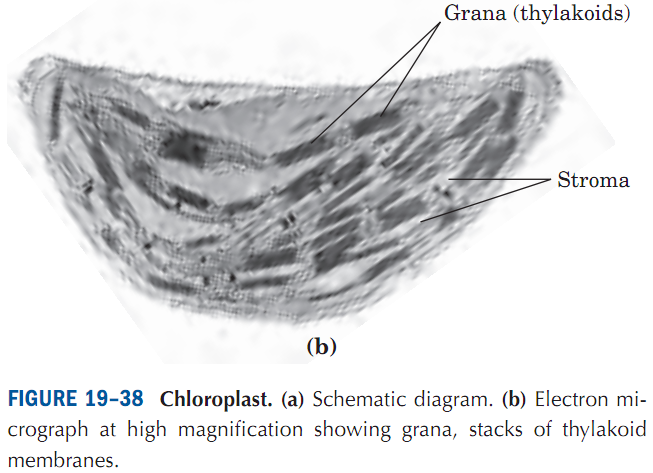 Grana (thylakoids)
Stroma
(b)
FIGURE 19–38 Chloroplast. (a) Schematic diagram. (b) Electron mi-
crograph at high magnification showing grana, stacks of thylakoid
membranes.